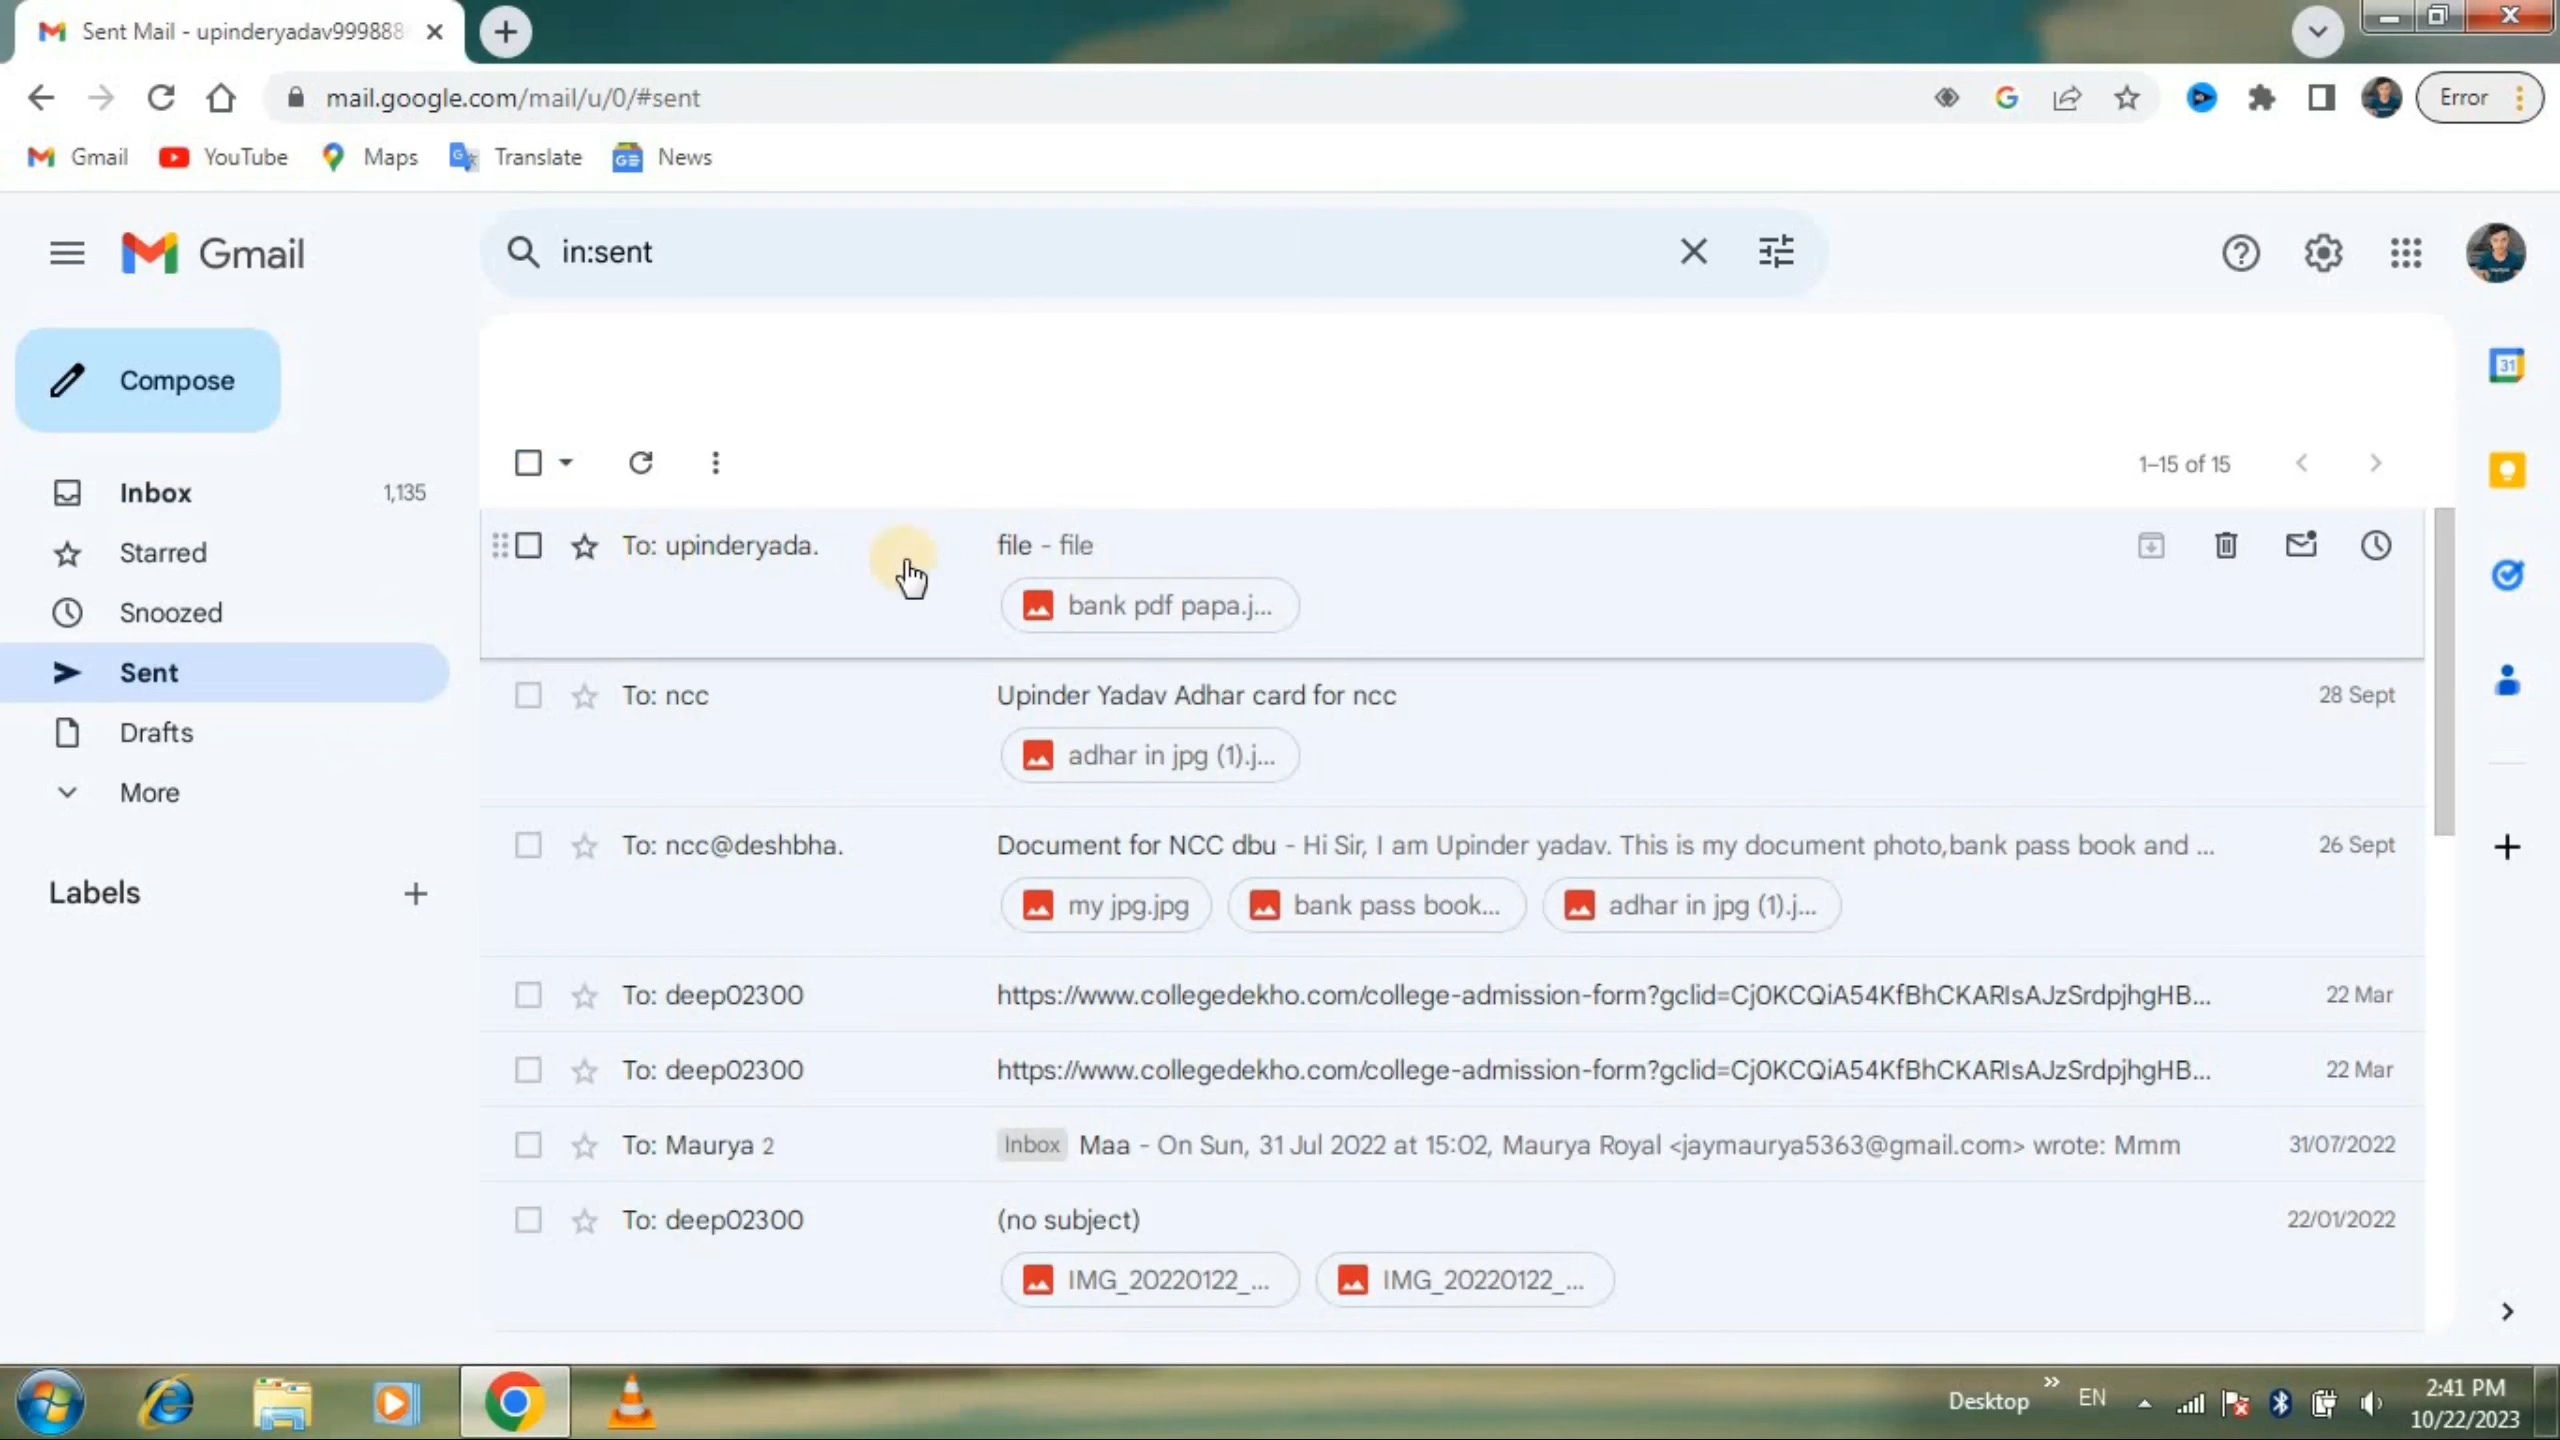 Sent Mail - upinderyadav999888
mail.google.com/mail/u/0/#sent
Error
Gmail
YouTube
Maps
Translate
News
Gmail
in:sent
Compose
Inbox 1,135
Starred
Snoozed
Sent
Drafts
More
Labels
1–15 of 15
To: upinderyada. file - file
bank pdf papa.j...
To: ncc Upinder Yadav Adhar card for ncc 28 Sept
adhar in jpg (1).j...
To: ncc@deshbha. Document for NCC dbu - Hi Sir, I am Upinder yadav. This is my document photo,bank pass book and ... 26 Sept
my jpg.jpg bank pass book... adhar in jpg (1).j...
To: deep02300 https://www.collegedekho.com/college-admission-form?gclid=Cj0KCQiA54KfBhCKARIsAJzSrdpjhgHB... 22 Mar
To: deep02300 https://www.collegedekho.com/college-admission-form?gclid=Cj0KCQiA54KfBhCKARIsAJzSrdpjhgHB... 22 Mar
To: Maurya 2 Inbox Maa - On Sun, 31 Jul 2022 at 15:02, Maurya Royal <jaymaurya5363@gmail.com> wrote: Mmm 31/07/2022
To: deep02300 (no subject) 22/01/2022
IMG_20220122_... IMG_20220122_...
31
Desktop
EN
2:41 PM
10/22/2023